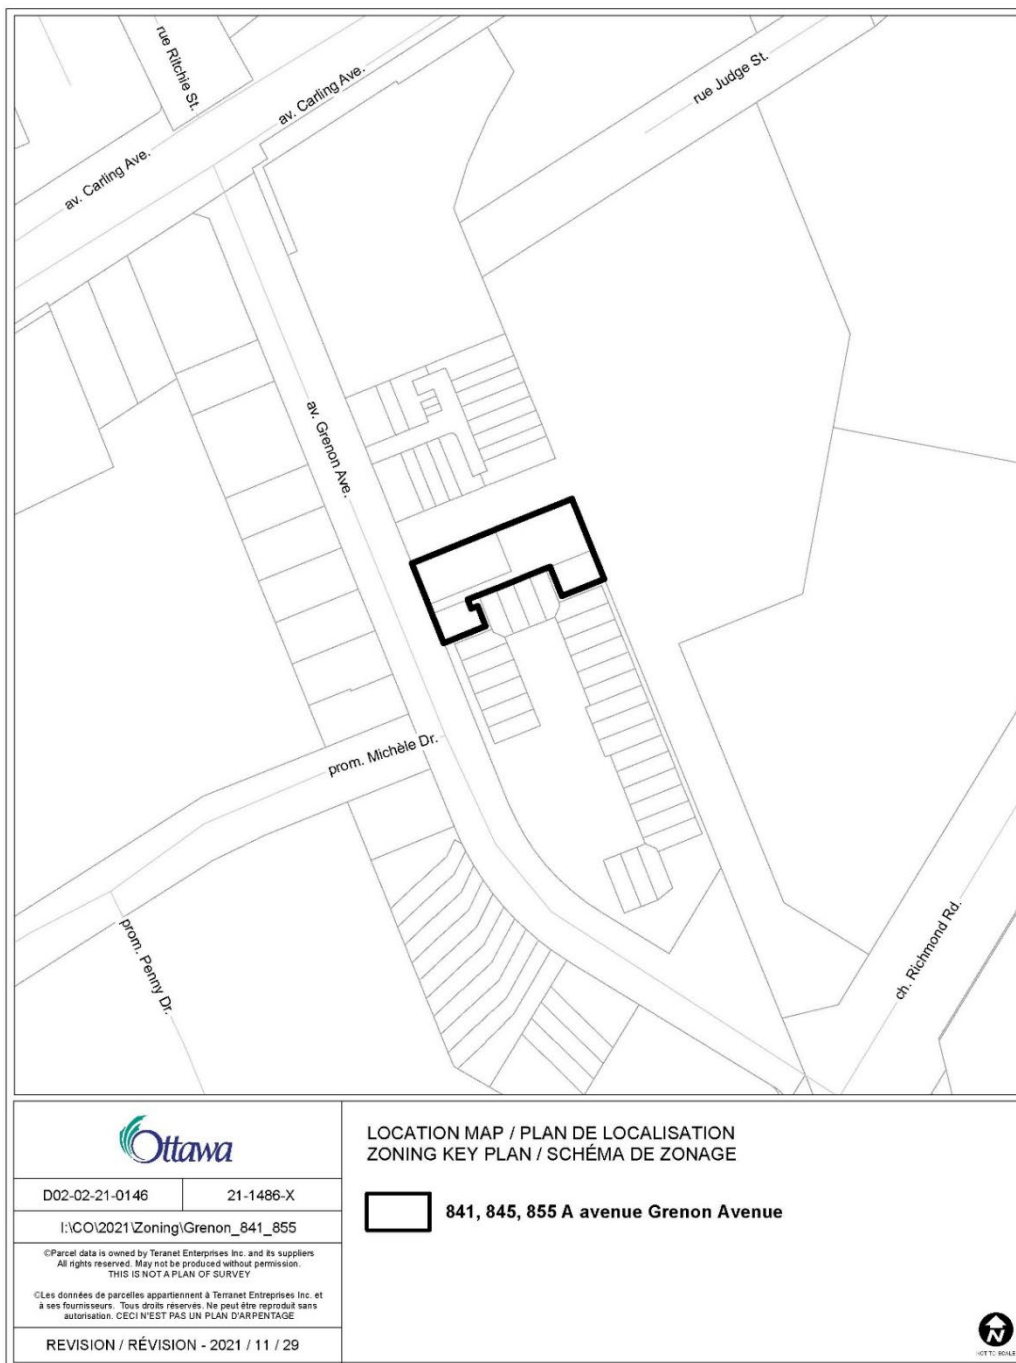 rue Ritchie St.
av. Carling Ave.
rue Judge St.
av. Carling Ave.
av. Grenon Ave.
prom. Michèle Dr.
prom. Penny Dr.
ch. Richmond Rd.
Ottawa
D02-02-21-0146
21-1486-X
I:\CO\2021\Zoning\Grenon_841_855
©Parcel data is owned by Teranet Enterprises Inc. and its suppliers
All rights reserved. May not be produced without permission.
THIS IS NOT A PLAN OF SURVEY
©Les données de parcelles appartiennent à Terranet Entreprises Inc. et
à ses fournisseurs. Tous droits réservés. Ne peut être reproduit sans
autorisation. CECI N'EST PAS UN PLAN D'ARPENTAGE
REVISION / RÉVISION - 2021 / 11 / 29
LOCATION MAP / PLAN DE LOCALISATION
ZONING KEY PLAN / SCHÉMA DE ZONAGE
841, 845, 855 A avenue Grenon Avenue
N
NOT TO SCALE